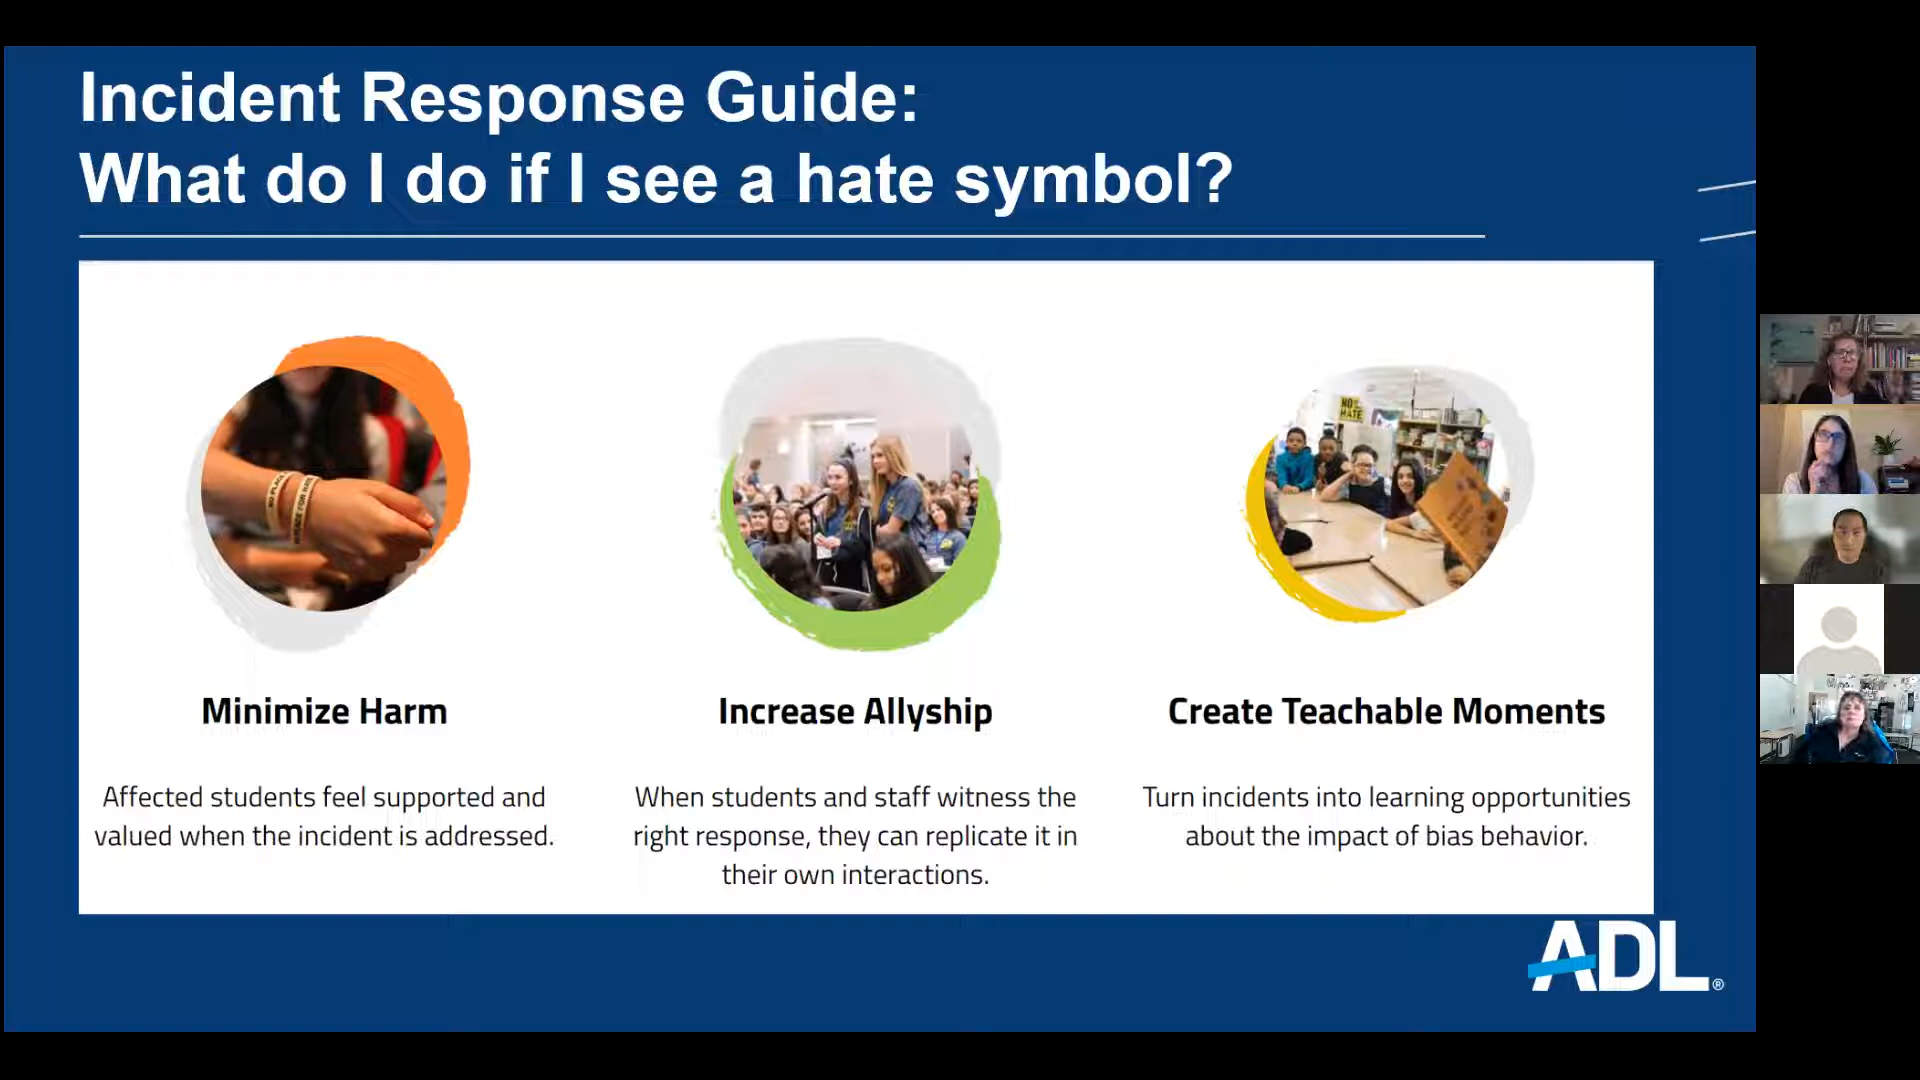 Incident Response Guide:
What do I do if I see a hate symbol?
NO
HATE
Minimize Harm
Increase Allyship
Create Teachable Moments
Affected students feel supported and
valued when the incident is addressed.
When students and staff witness the
right response, they can replicate it in
their own interactions.
Turn incidents into learning opportunities
about the impact of bias behavior.
ADL®